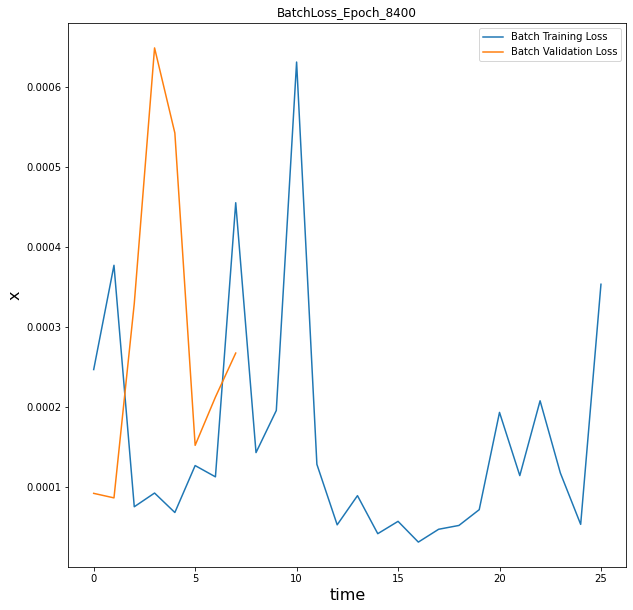 BatchLoss_Epoch_8400
Batch Training Loss
Batch Validation Loss
0.0006
0.0005
0.0004
0.0003
0.0002
0.0001
x
0 5 10 15 20 25
time